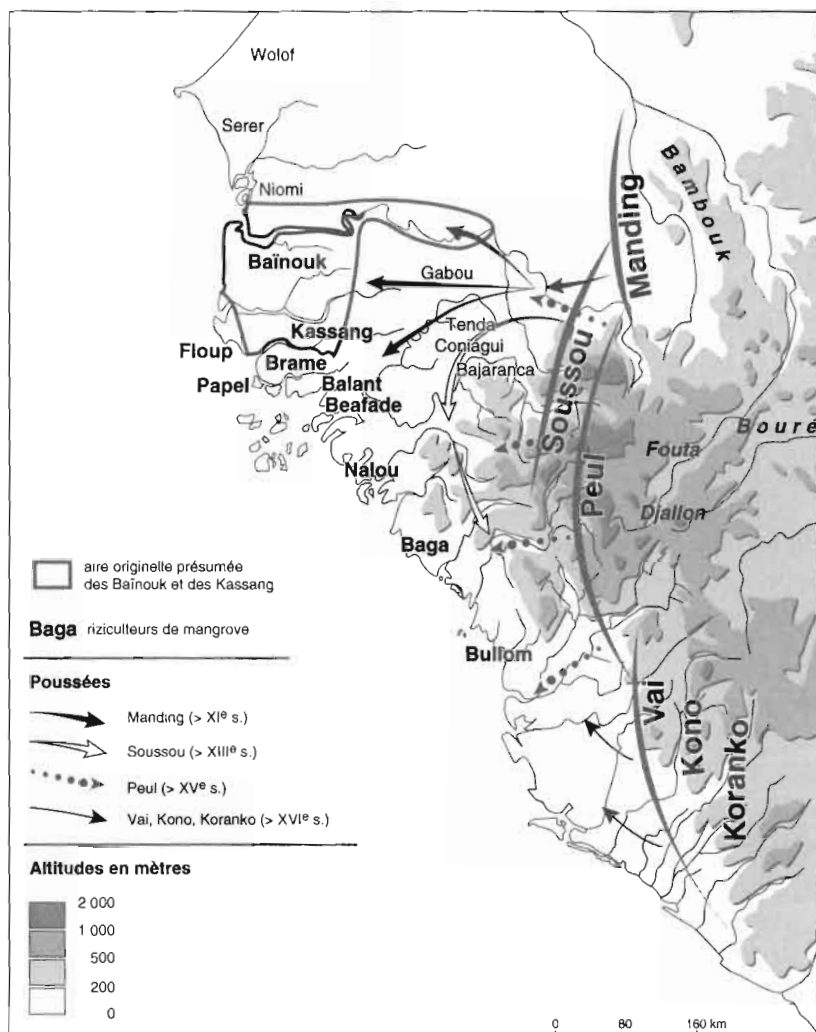 Wolof
Serer
Niomi
Bambouk
Manding
Baïnouk
Gabou
Kassang
Tenda
Coniágui
Bajaranca
Floup
Brame
Papel
Balant
Beafade
Soussou
Bouré
Fouta
Peul
Nalou
Djallon
Baga
Bullom
Vai
Kono
Koranko
aire originelle présumée
des Baïnouk et des Kassang
Baga riziculteurs de mangrove
Poussées
Manding (> XIe s.)
Soussou (> XIIIe s.)
Peul (> XVe s.)
Vai, Kono, Koranko (> XVIe s.)
Altitudes en mètres
2 000
1 000
500
200
0
0 80 160 km